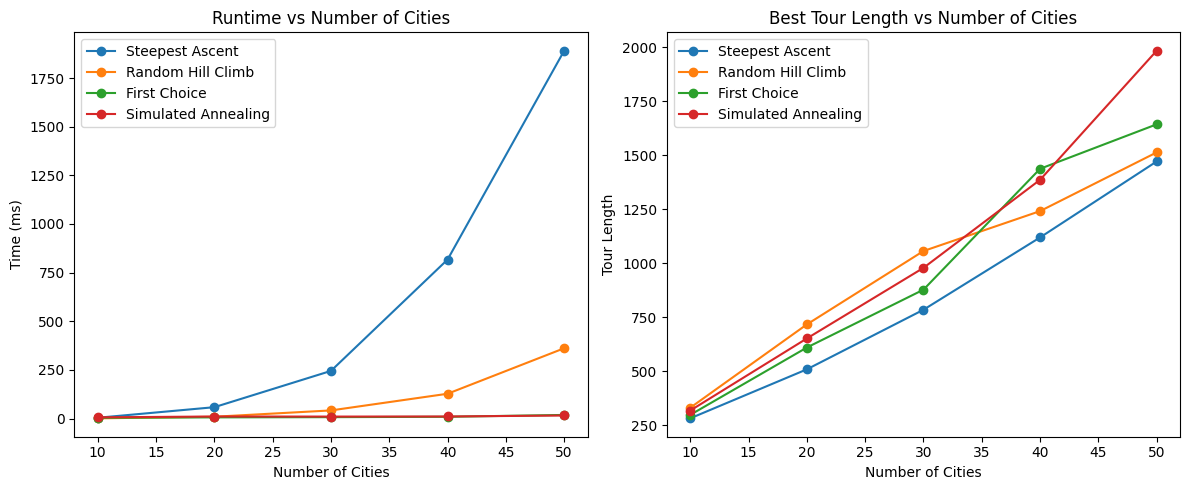 Runtime vs Number of Cities
Steepest Ascent
Random Hill Climb
First Choice
Simulated Annealing
1750
1500
1250
1000
750
500
250
0
Time (ms)
10 15 20 25 30 35 40 45 50
Number of Cities
Best Tour Length vs Number of Cities
Steepest Ascent
Random Hill Climb
First Choice
Simulated Annealing
2000
1750
1500
1250
1000
750
500
250
Tour Length
10 15 20 25 30 35 40 45 50
Number of Cities